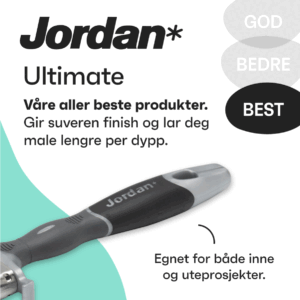 Jordan*
GOD
BEDRE
BEST
Ultimate
Våre aller beste produkter.
Gir suveren finish og lar deg
male lengre per dypp.
Jordan*
Egnet for både inne
og uteprosjekter.